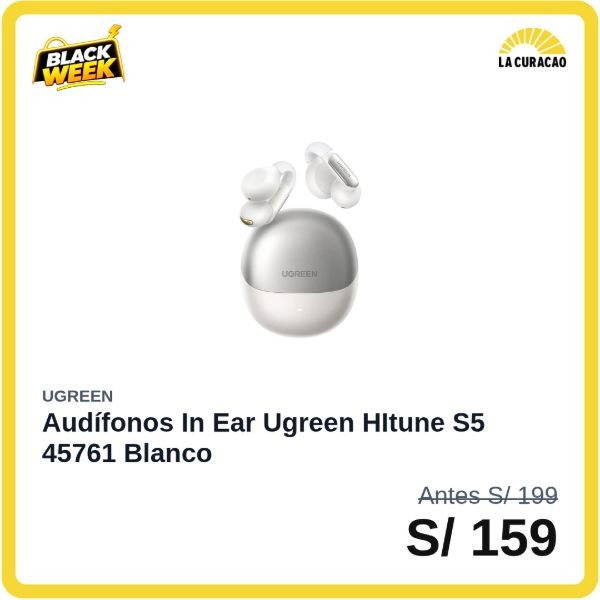 BLACK
WEEK
LA CURACAO
UGREEN
UGREEN
Audífonos In Ear Ugreen HItune S5
45761 Blanco
Antes S/ 199
S/ 159